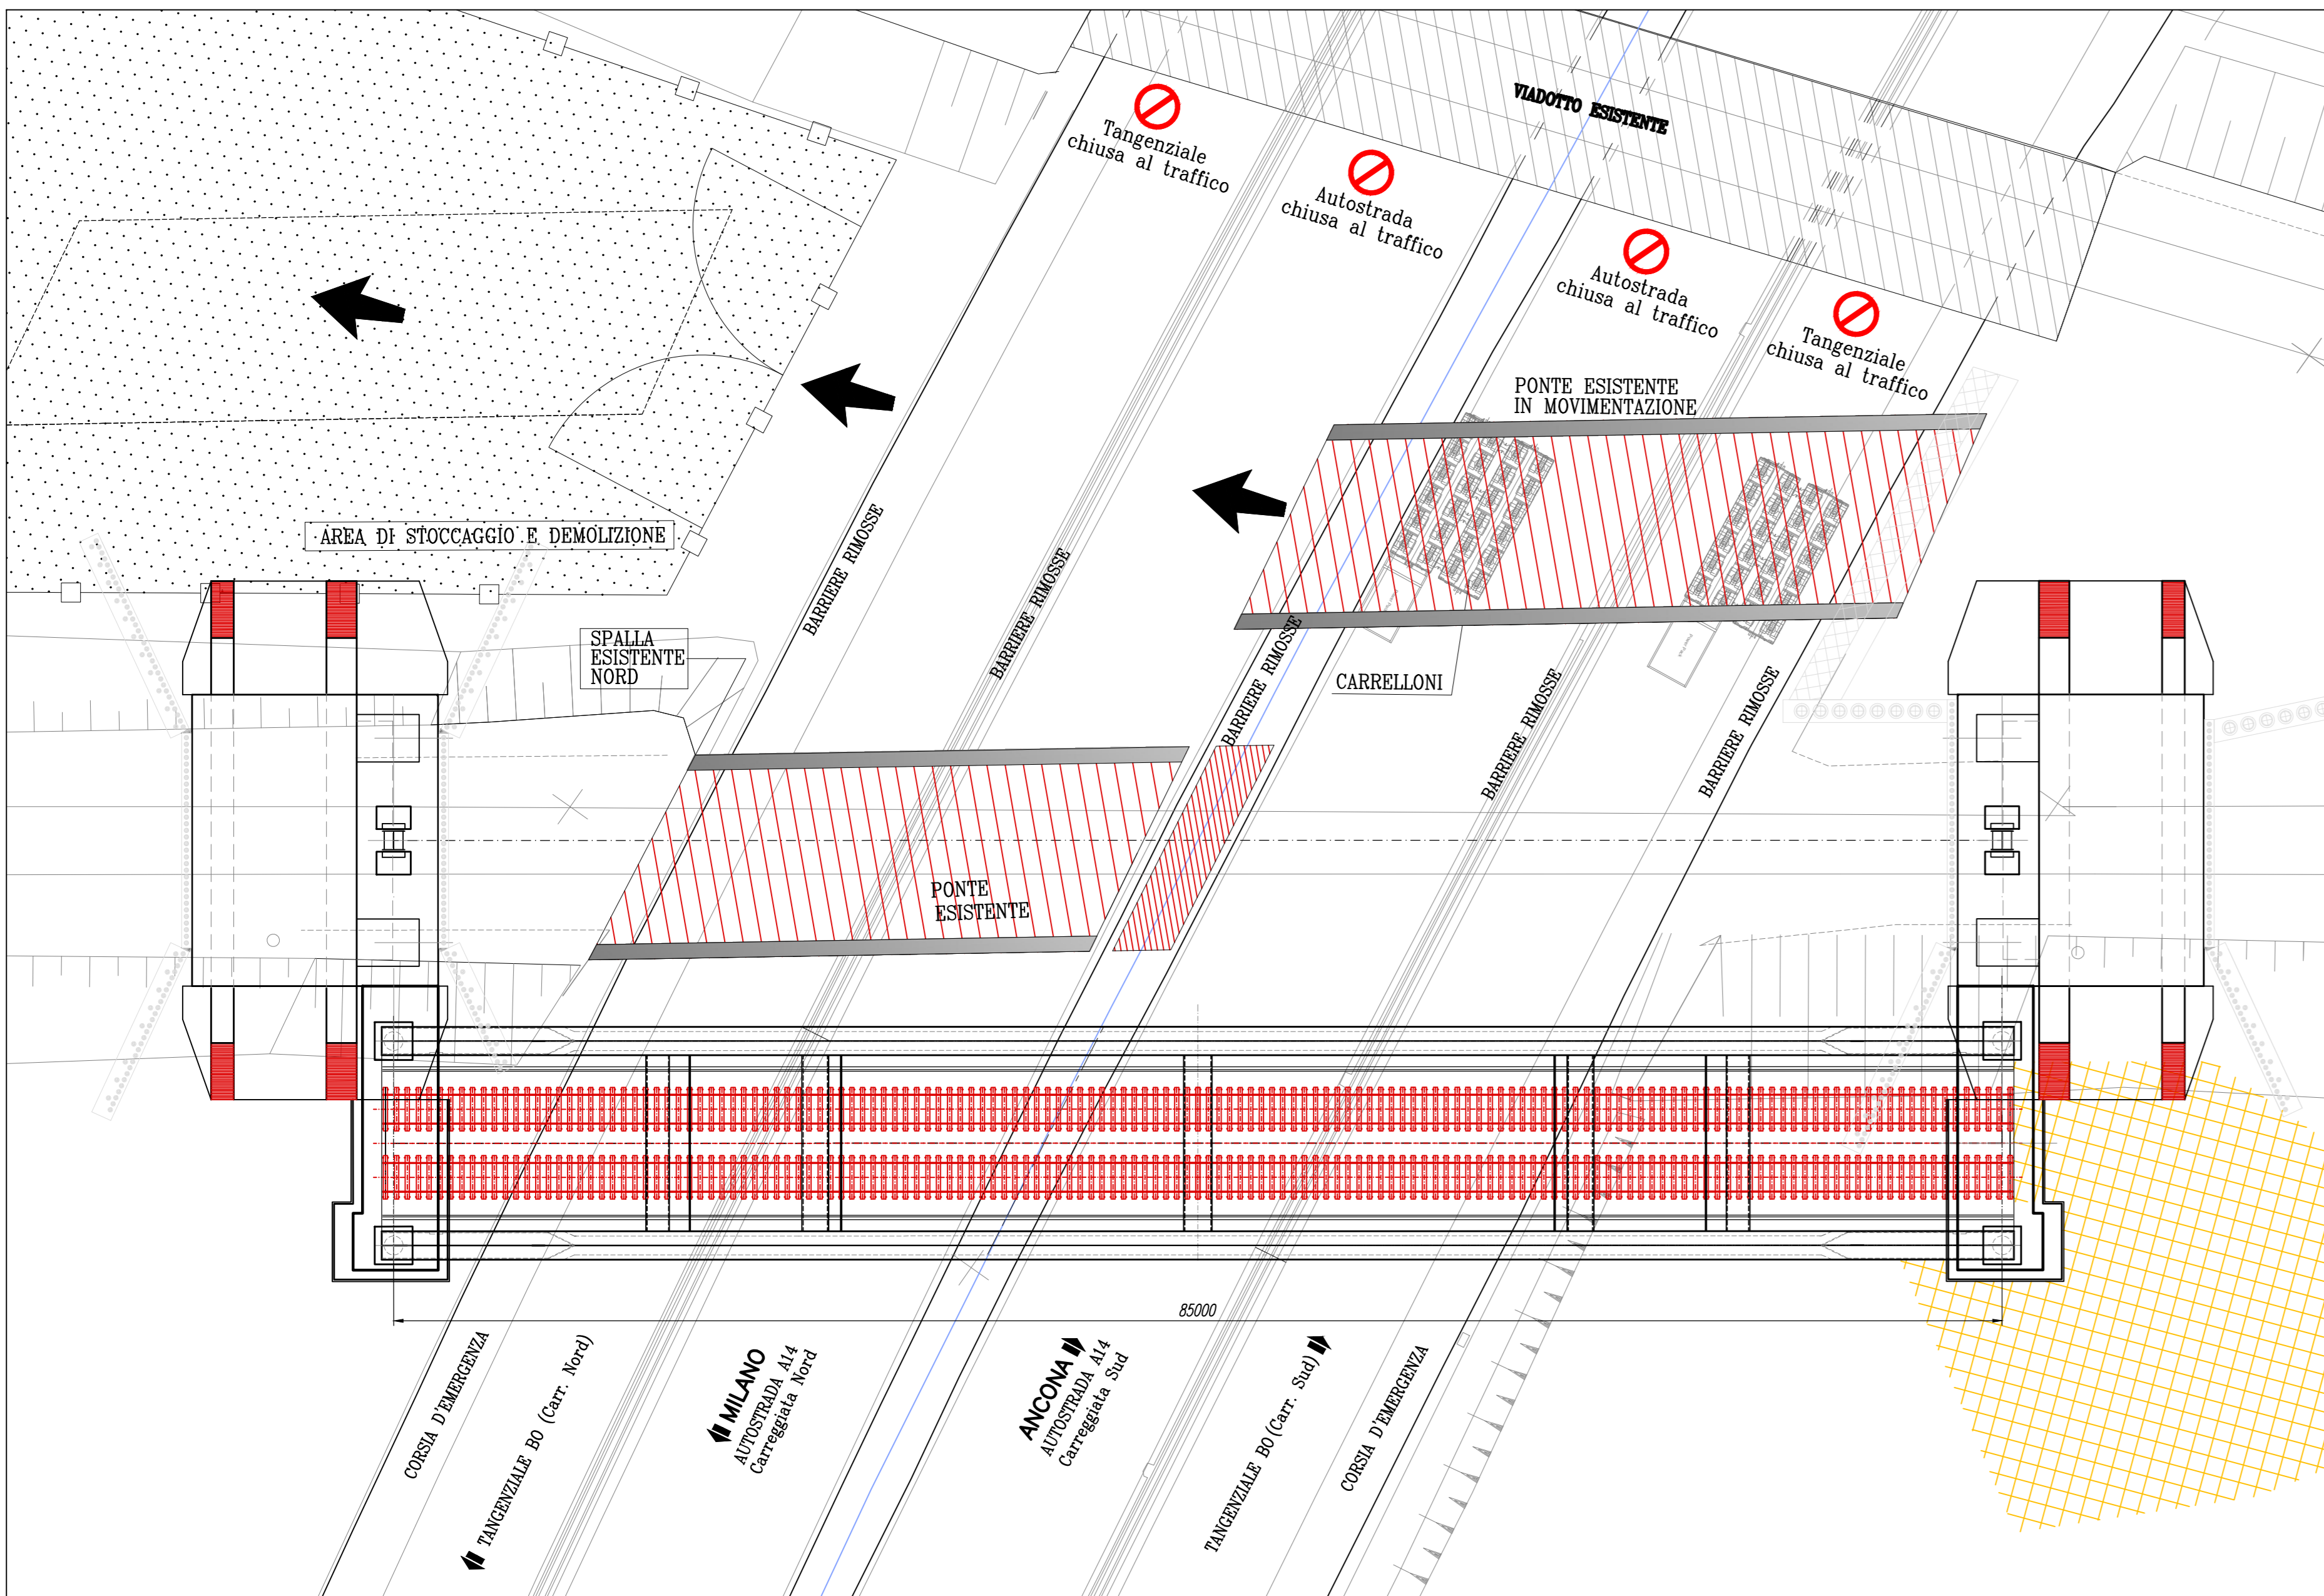 VIADOTTO ESISTENTE
Tangenziale
chiusa al traffico
Autostrada
chiusa al traffico
Autostrada
chiusa al traffico
Tangenziale
chiusa al traffico
PONTE ESISTENTE
IN MOVIMENTAZIONE
AREA DI STOCCAGGIO E DEMOLIZIONE
BARRIERE RIMOSSE
BARRIERE RIMOSSE
BARRIERE RIMOSSE
BARRIERE RIMOSSE
BARRIERE RIMOSSE
SPALLA
ESISTENTE
NORD
CARRELLONI
PONTE
ESISTENTE
85000
CORSIA D'EMERGENZA
TANGENZIALE BO (Carr. Nord)
MILANO
AUTOSTRADA A14
Carreggiata Nord
ANCONA
AUTOSTRADA A14
Carreggiata Sud
TANGENZIALE BO (Carr. Sud)
CORSIA D'EMERGENZA